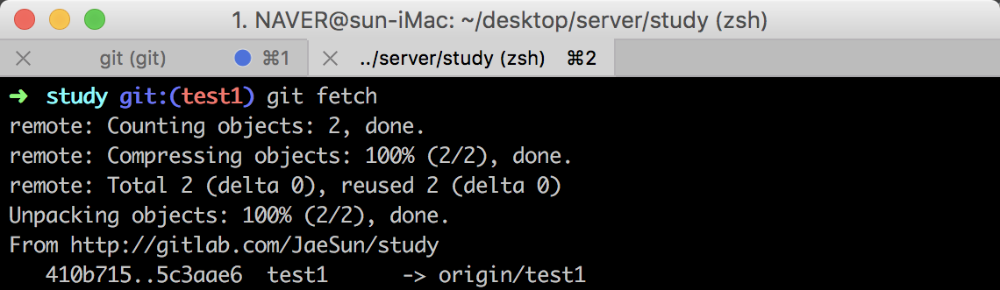 1. NAVER@sun-iMac: ~/desktop/server/study (zsh)
git (git) ⌘1 ../server/study (zsh) ⌘2
➜ study git:(test1) git fetch
remote: Counting objects: 2, done.
remote: Compressing objects: 100% (2/2), done.
remote: Total 2 (delta 0), reused 2 (delta 0)
Unpacking objects: 100% (2/2), done.
From http://gitlab.com/JaeSun/study
   410b715..5c3aae6  test1      -> origin/test1